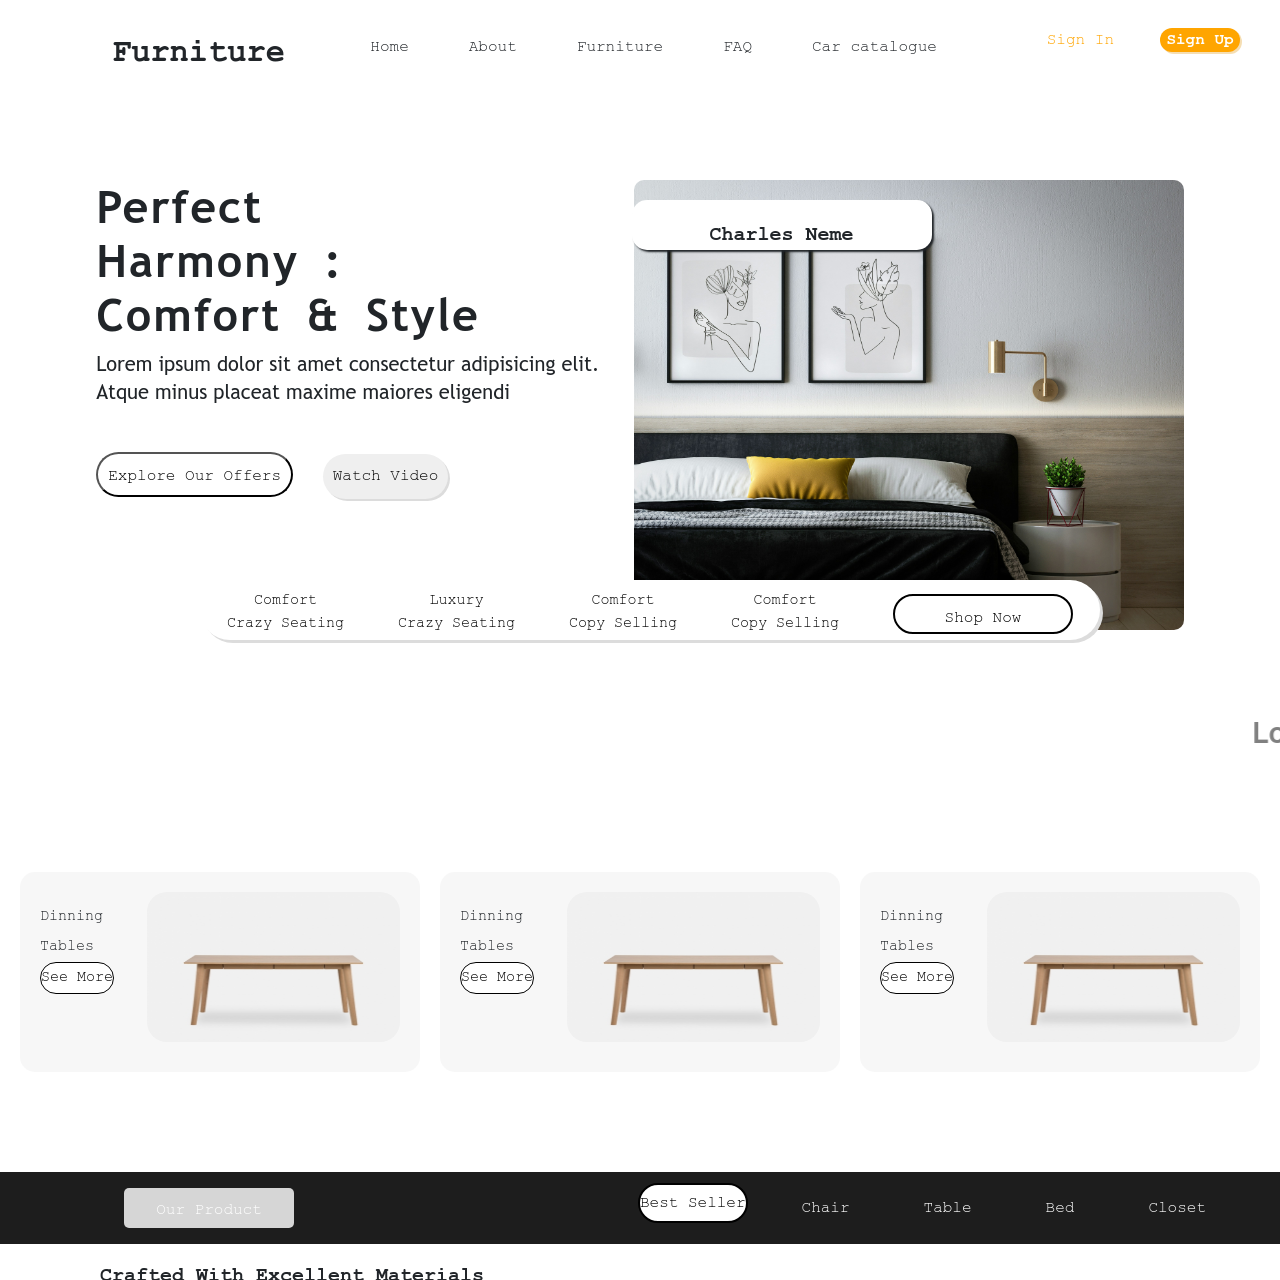 Furniture
Home About Furniture FAQ Car catalogue
Sign In Sign Up
Perfect
Harmony :
Comfort & Style
Lorem ipsum dolor sit amet consectetur adipisicing elit.
Atque minus placeat maxime maiores eligendi
Explore Our Offers
Watch Video
Charles Neme
Comfort
Crazy Seating
Luxury
Crazy Seating
Comfort
Copy Selling
Comfort
Copy Selling
Shop Now
Dinning
Tables
See More
Dinning
Tables
See More
Dinning
Tables
See More
Our Product
Best Seller Chair Table Bed Closet
Crafted With Excellent Materials